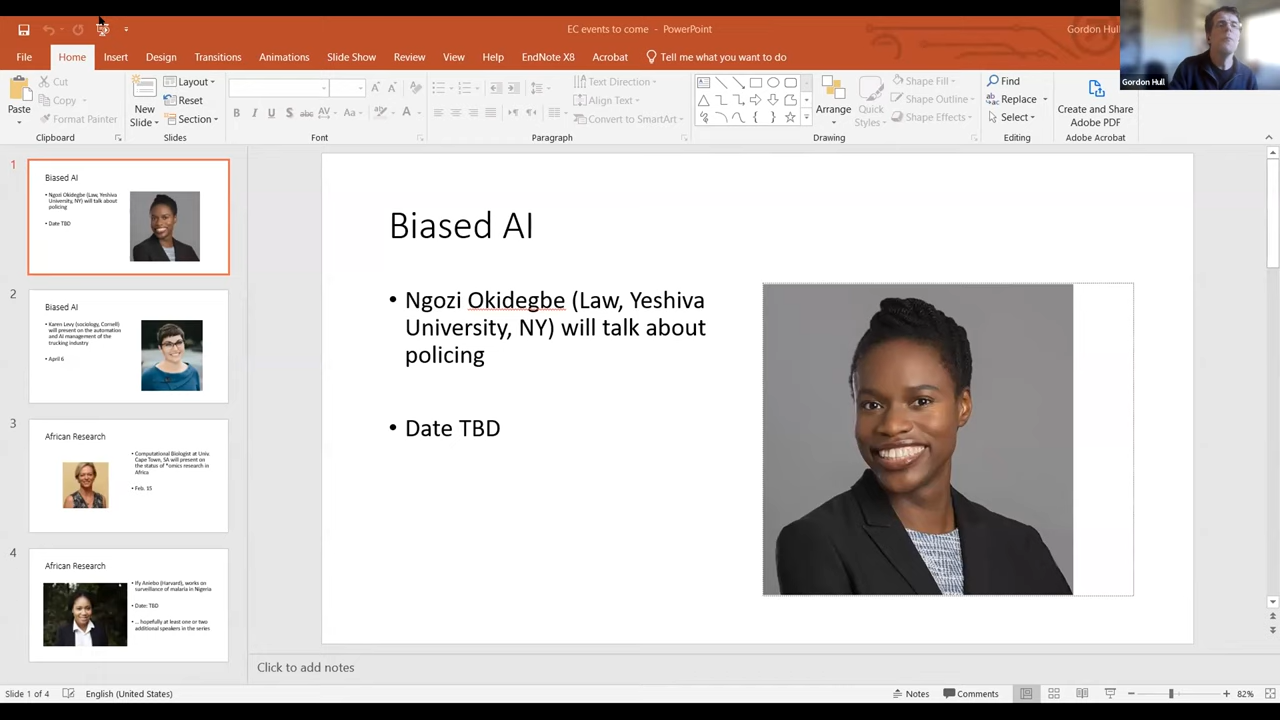 EC events to come - PowerPoint
Gordon Hull
Gordon Hull
File Home Insert Design Transitions Animations Slide Show Review View Help EndNote X8 Acrobat Tell me what you want to do
Paste
Cut
Copy
Format Painter
Clipboard
New
Slide
Layout
Reset
Section
Slides
B I U S abc AV Aa A
Font
Text Direction
Align Text
Convert to SmartArt
Paragraph
Arrange
Quick
Styles
Shape Fill
Shape Outline
Shape Effects
Drawing
Find
Replace
Select
Editing
Create and Share
Adobe PDF
Adobe Acrobat
1
Biased AI
• Ngozi Okidegbe (Law, Yeshiva
University, NY) will talk about
policing
• Date TBD
2
Biased AI
• Karen Levy (sociology, Cornell)
will present on the automation
and AI management of the
trucking industry
• April 6
3
African Research
• Computational Biologist at Univ.
Cape Town, SA will present on
the status of *omics research in
Africa
• Feb. 15
4
African Research
• Ify Aniebo (Harvard), works on
surveillance of malaria in Nigeria
• Date: TBD
• ... hopefully at least one or two
additional speakers in the series
Biased AI
• Ngozi Okidegbe (Law, Yeshiva
University, NY) will talk about
policing
• Date TBD
Click to add notes
Slide 1 of 4 English (United States) Notes Comments 82%